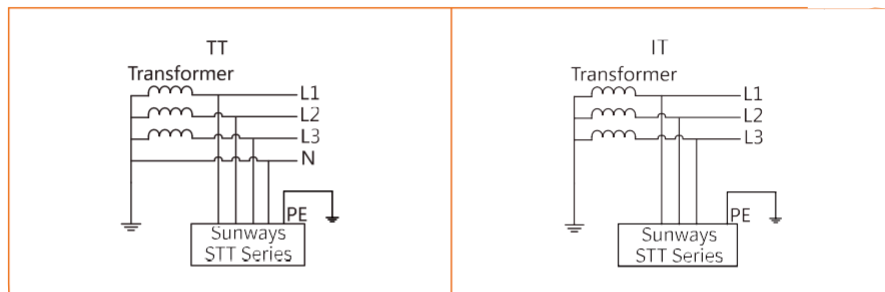 TT
Transformer
L1
L2
L3
N
PE
Sunways
STT Series
IT
Transformer
L1
L2
L3
PE
Sunways
STT Series